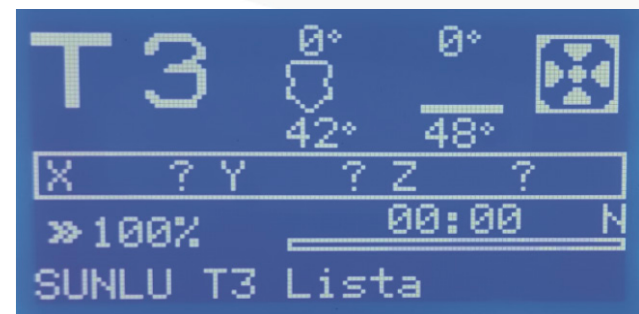 T3
0° 0°
42° 48°
X ? Y ? Z ?
»100% 00:00 N
SUNLU T3 Lista